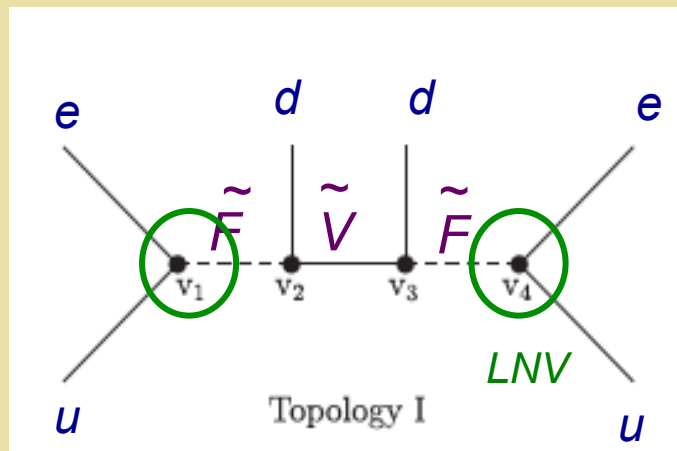 e d d e
F̃ Ṽ F̃
v₁ v₂ v₃ v₄
LNV
u Topology I u